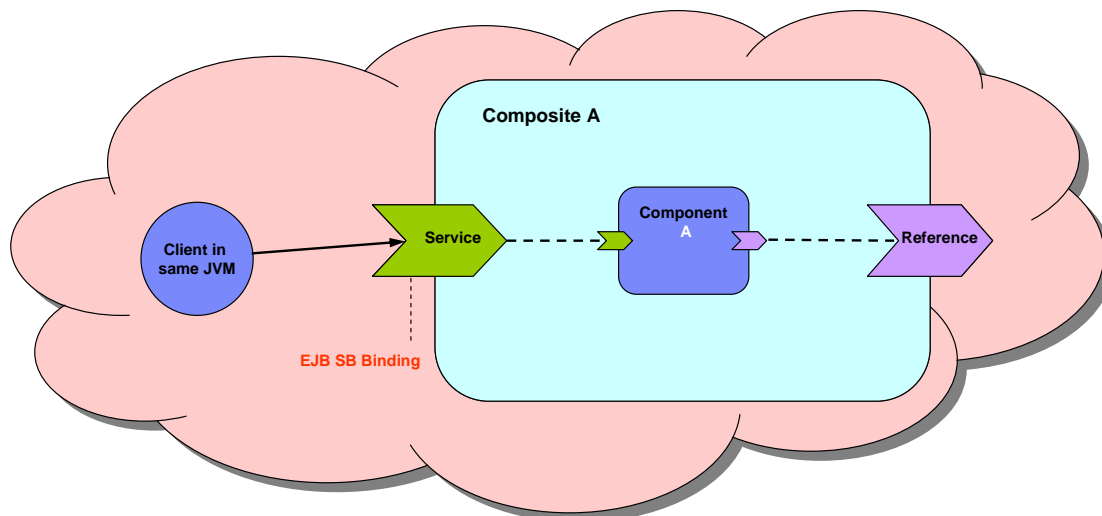 Composite A
Client in
same JVM
Service
Component
A
Reference
EJB SB Binding